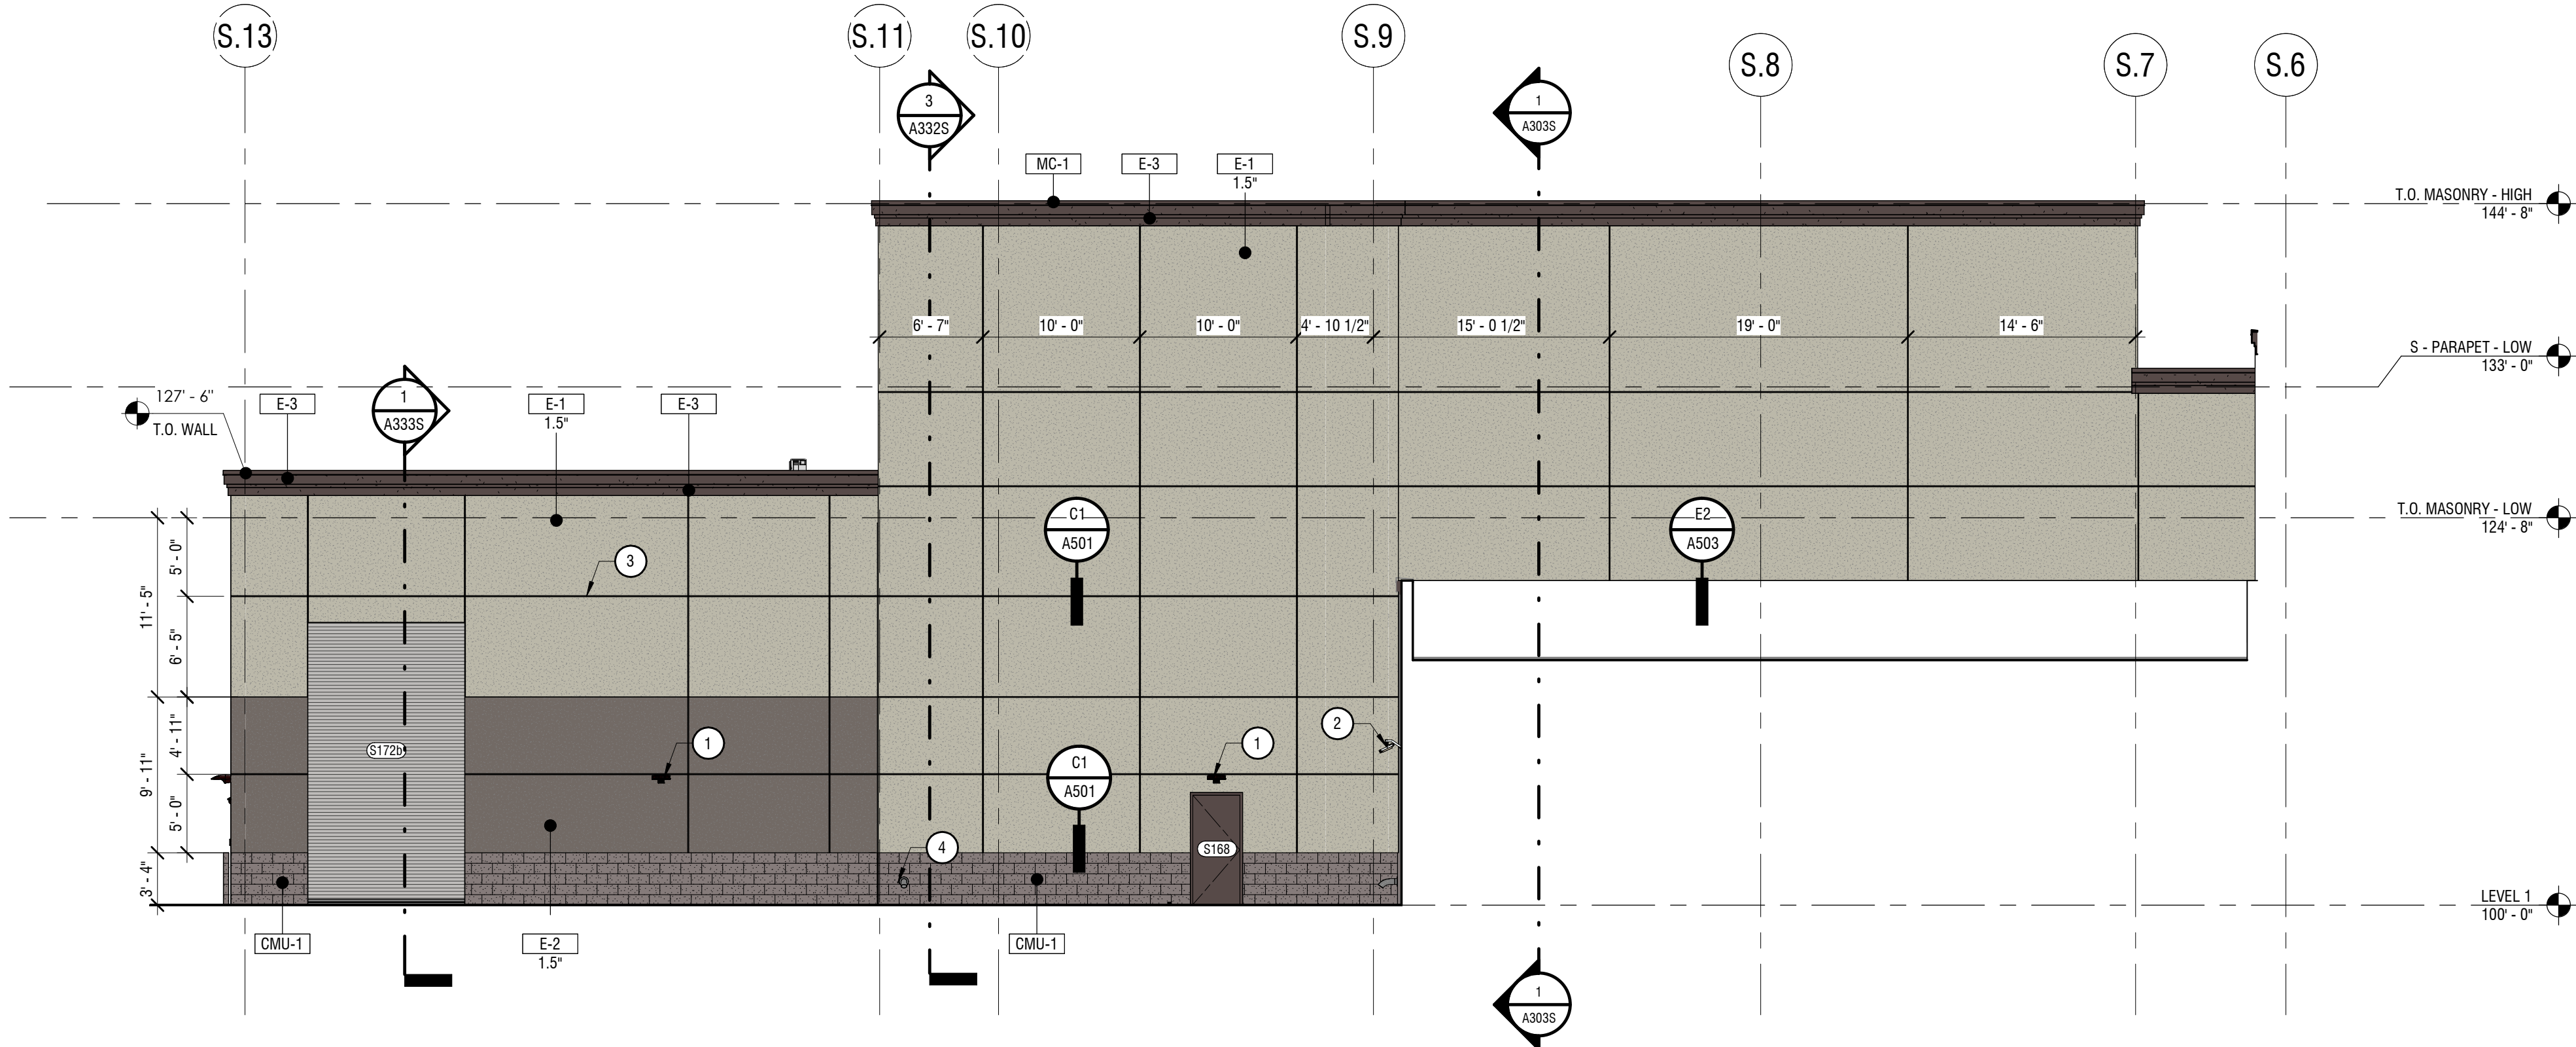 S.13
S.11
S.10
S.9
S.8
S.7
S.6
3
A332S
1
A303S
MC-1
E-3
E-1
1.5"
T.O. MASONRY - HIGH
144' - 8"
6' - 7"
10' - 0"
10' - 0"
4' - 10 1/2"
15' - 0 1/2"
19' - 0"
14' - 6"
S - PARAPET - LOW
133' - 0"
127' - 6"
T.O. WALL
E-3
1
A333S
E-1
1.5"
E-3
T.O. MASONRY - LOW
124' - 8"
C1
A501
E2
A503
3
5' - 0"
11' - 5"
6' - 5"
4' - 11"
9' - 11"
5' - 0"
3' - 4"
S172b
1
1
2
C1
A501
4
S168
LEVEL 1
100' - 0"
CMU-1
E-2
1.5"
CMU-1
1
A303S